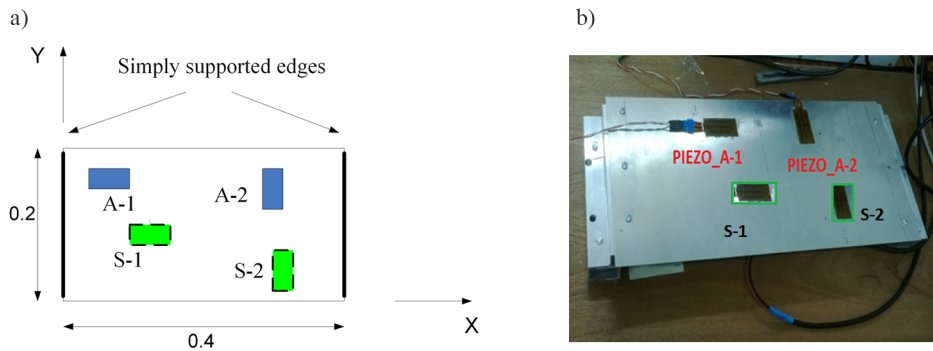 a)
Y
Simply supported edges
0.2
A-1
A-2
S-1
S-2
X
0.4
b)
PIEZO_A-1
PIEZO_A-2
S-1
S-2